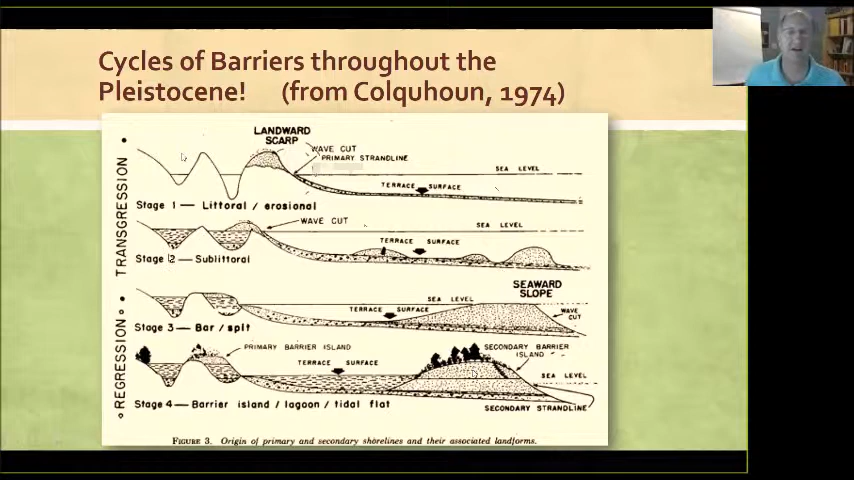 Cycles of Barriers throughout the
Pleistocene! (from Colquhoun, 1974)
LANDWARD
SCARP
WAVE CUT
PRIMARY STRANDLINE
SEA LEVEL
TERRACE SURFACE
Stage 1 — Littoral / erosional
TRANSGRESSION
WAVE CUT
SEA LEVEL
TERRACE SURFACE
Stage 2 — Sublittoral
SEAWARD
SLOPE
SEA LEVEL
TERRACE SURFACE
WAVE
CUT
Stage 3 — Bar / spit
REGRESSION
PRIMARY BARRIER ISLAND
SECONDARY BARRIER
ISLAND
TERRACE SURFACE
SEA LEVEL
Stage 4 — Barrier island / lagoon / tidal flat
SECONDARY STRANDLINE
FIGURE 3. Origin of primary and secondary shorelines and their associated landforms.